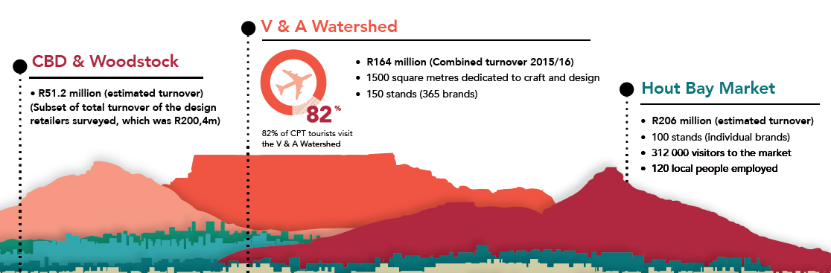 CBD & Woodstock
• R51.2 million (estimated turnover)
(Subset of total turnover of the design
retailers surveyed, which was R200,4m)
V & A Watershed
82%
82% of CPT tourists visit
the V & A Watershed
• R164 million (Combined turnover 2015/16)
• 1500 square metres dedicated to craft and design
• 150 stands (365 brands)
Hout Bay Market
• R206 million (estimated turnover)
• 100 stands (individual brands)
• 312 000 visitors to the market
• 120 local people employed